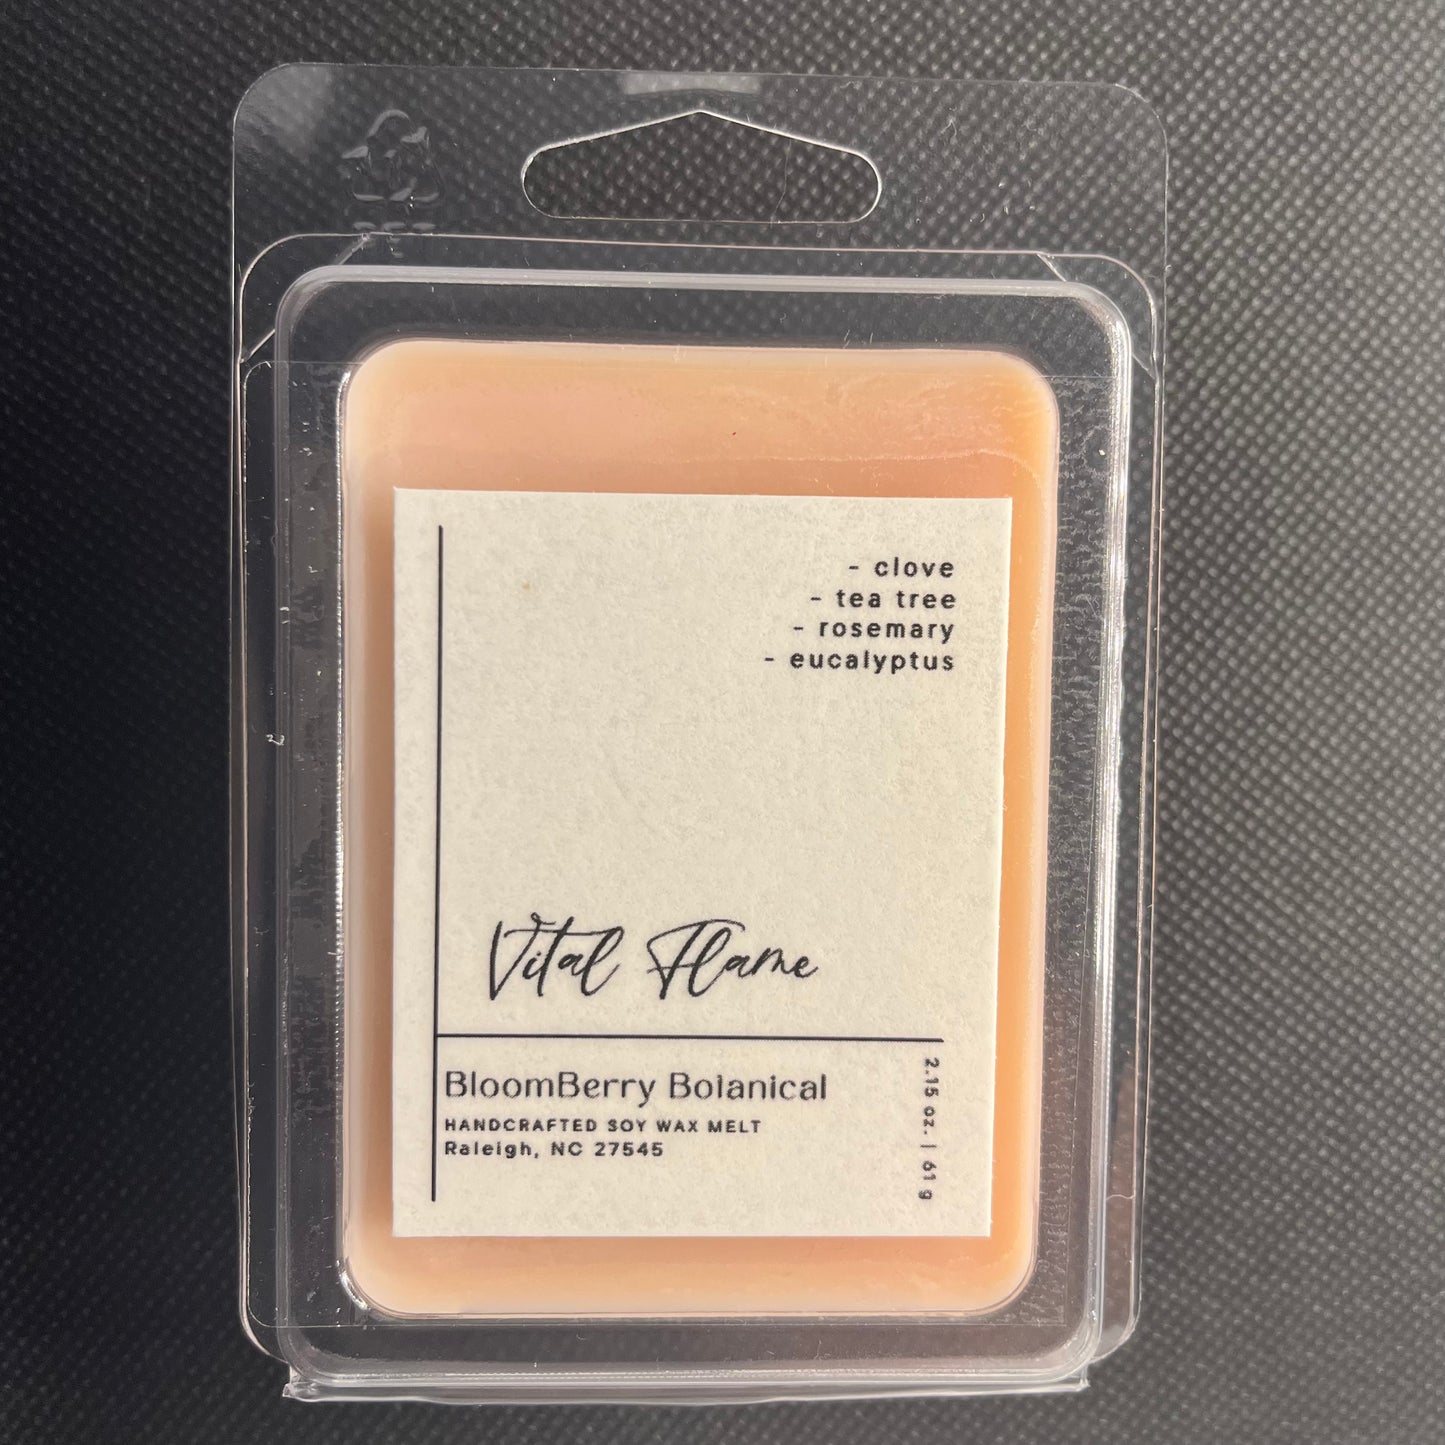 - clove
- tea tree
- rosemary
- eucalyptus
Vital Flame
BloomBerry Botanical
HANDCRAFTED SOY WAX MELT
Raleigh, NC 27545
2.15 oz. | 61 g